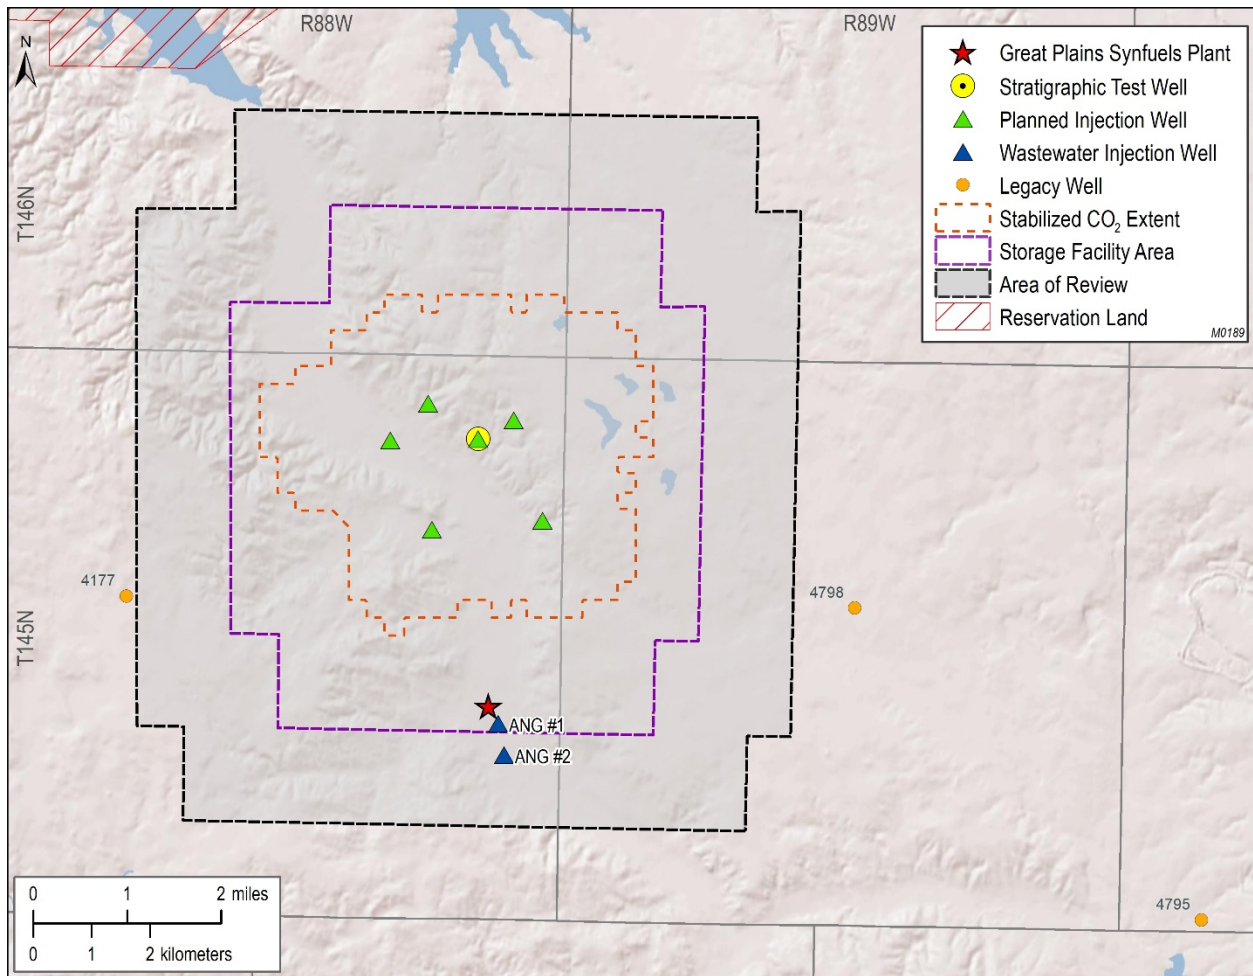 R88W
R89W
N
Great Plains Synfuels Plant
Stratigraphic Test Well
Planned Injection Well
Wastewater Injection Well
Legacy Well
Stabilized CO₂ Extent
Storage Facility Area
Area of Review
Reservation Land
M0189
T146N
4177
4798
T145N
ANG #1
ANG #2
0 1 2 miles
0 1 2 kilometers
4795